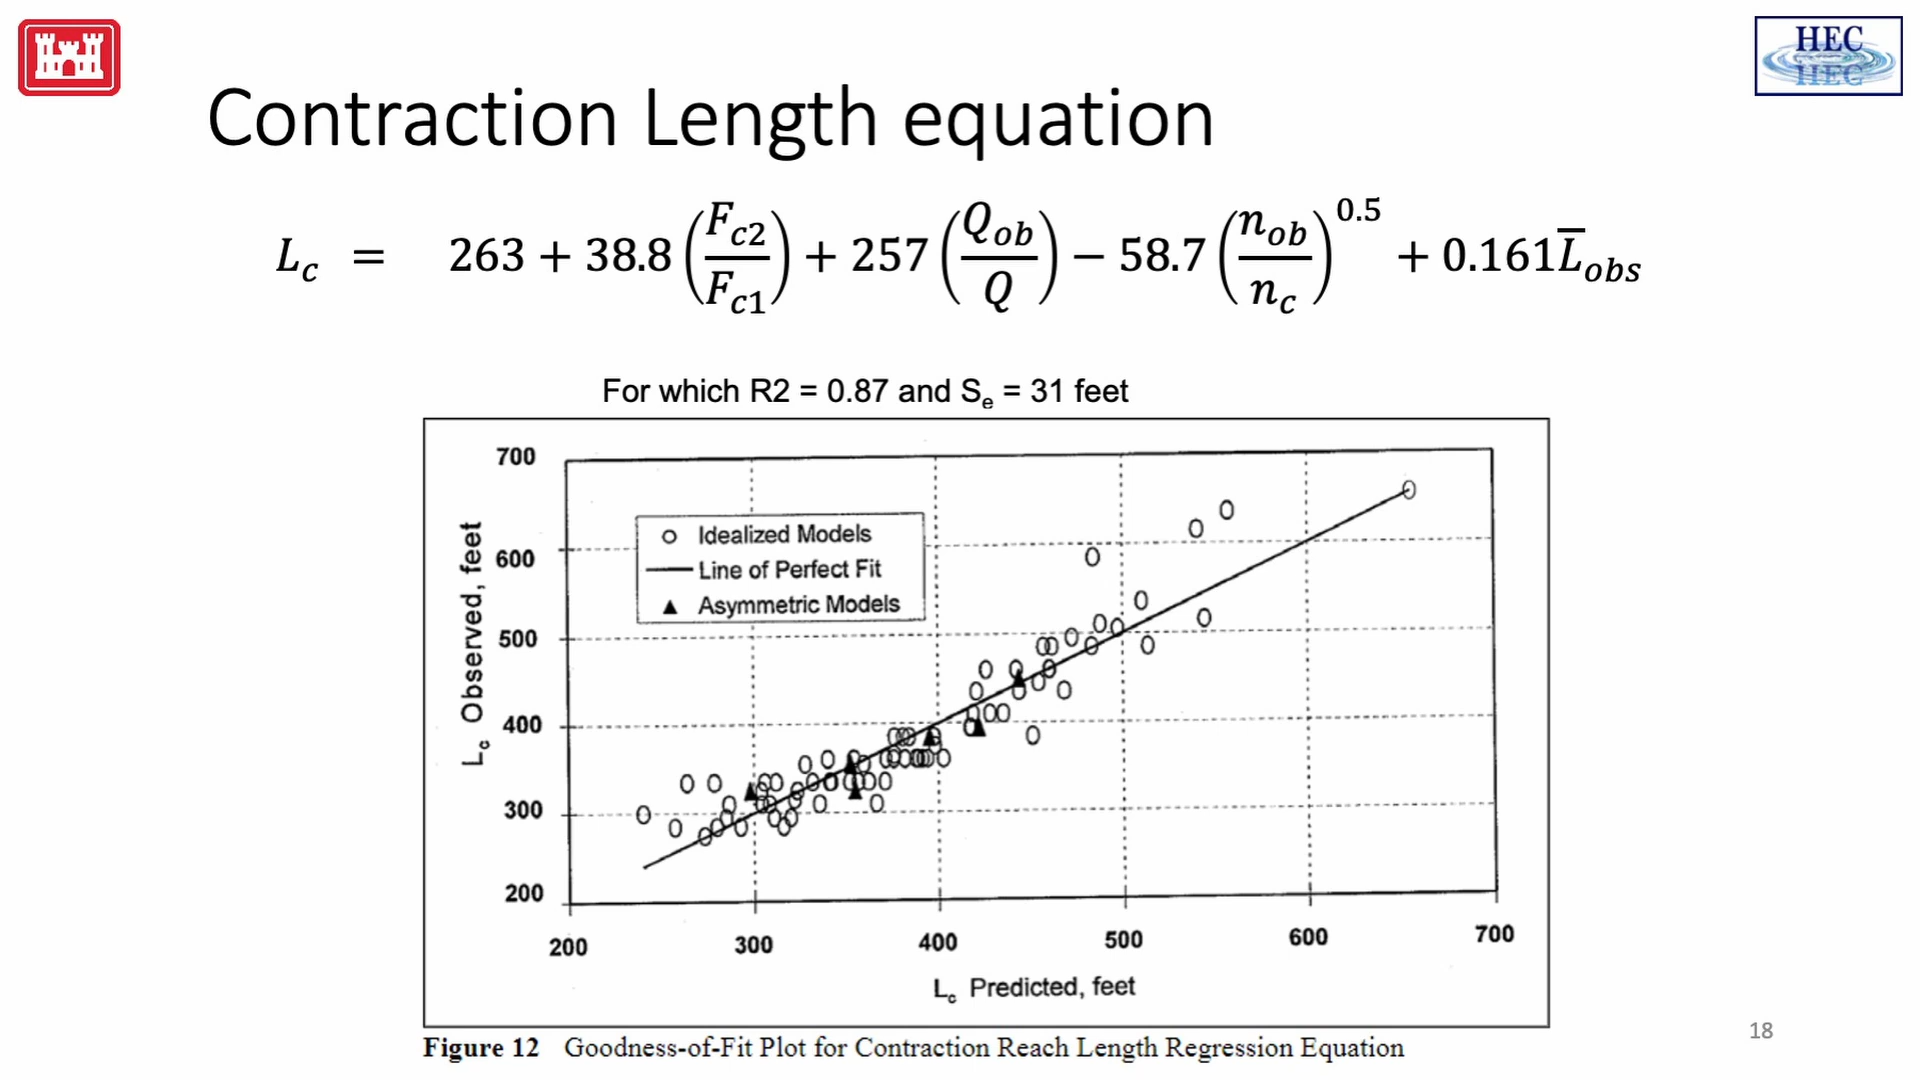 HEC
HEC
Contraction Length equation
L_c = 263 + 38.8 (F_c2 / F_c1) + 257 (Q_ob / Q) − 58.7 (n_ob / n_c)^0.5 + 0.161 L̅_obs
For which R2 = 0.87 and S_e = 31 feet
700
600
500
400
300
200
L_c Observed, feet
Idealized Models
Line of Perfect Fit
Asymmetric Models
200 300 400 500 600 700
L_c Predicted, feet
Figure 12 Goodness-of-Fit Plot for Contraction Reach Length Regression Equation
18